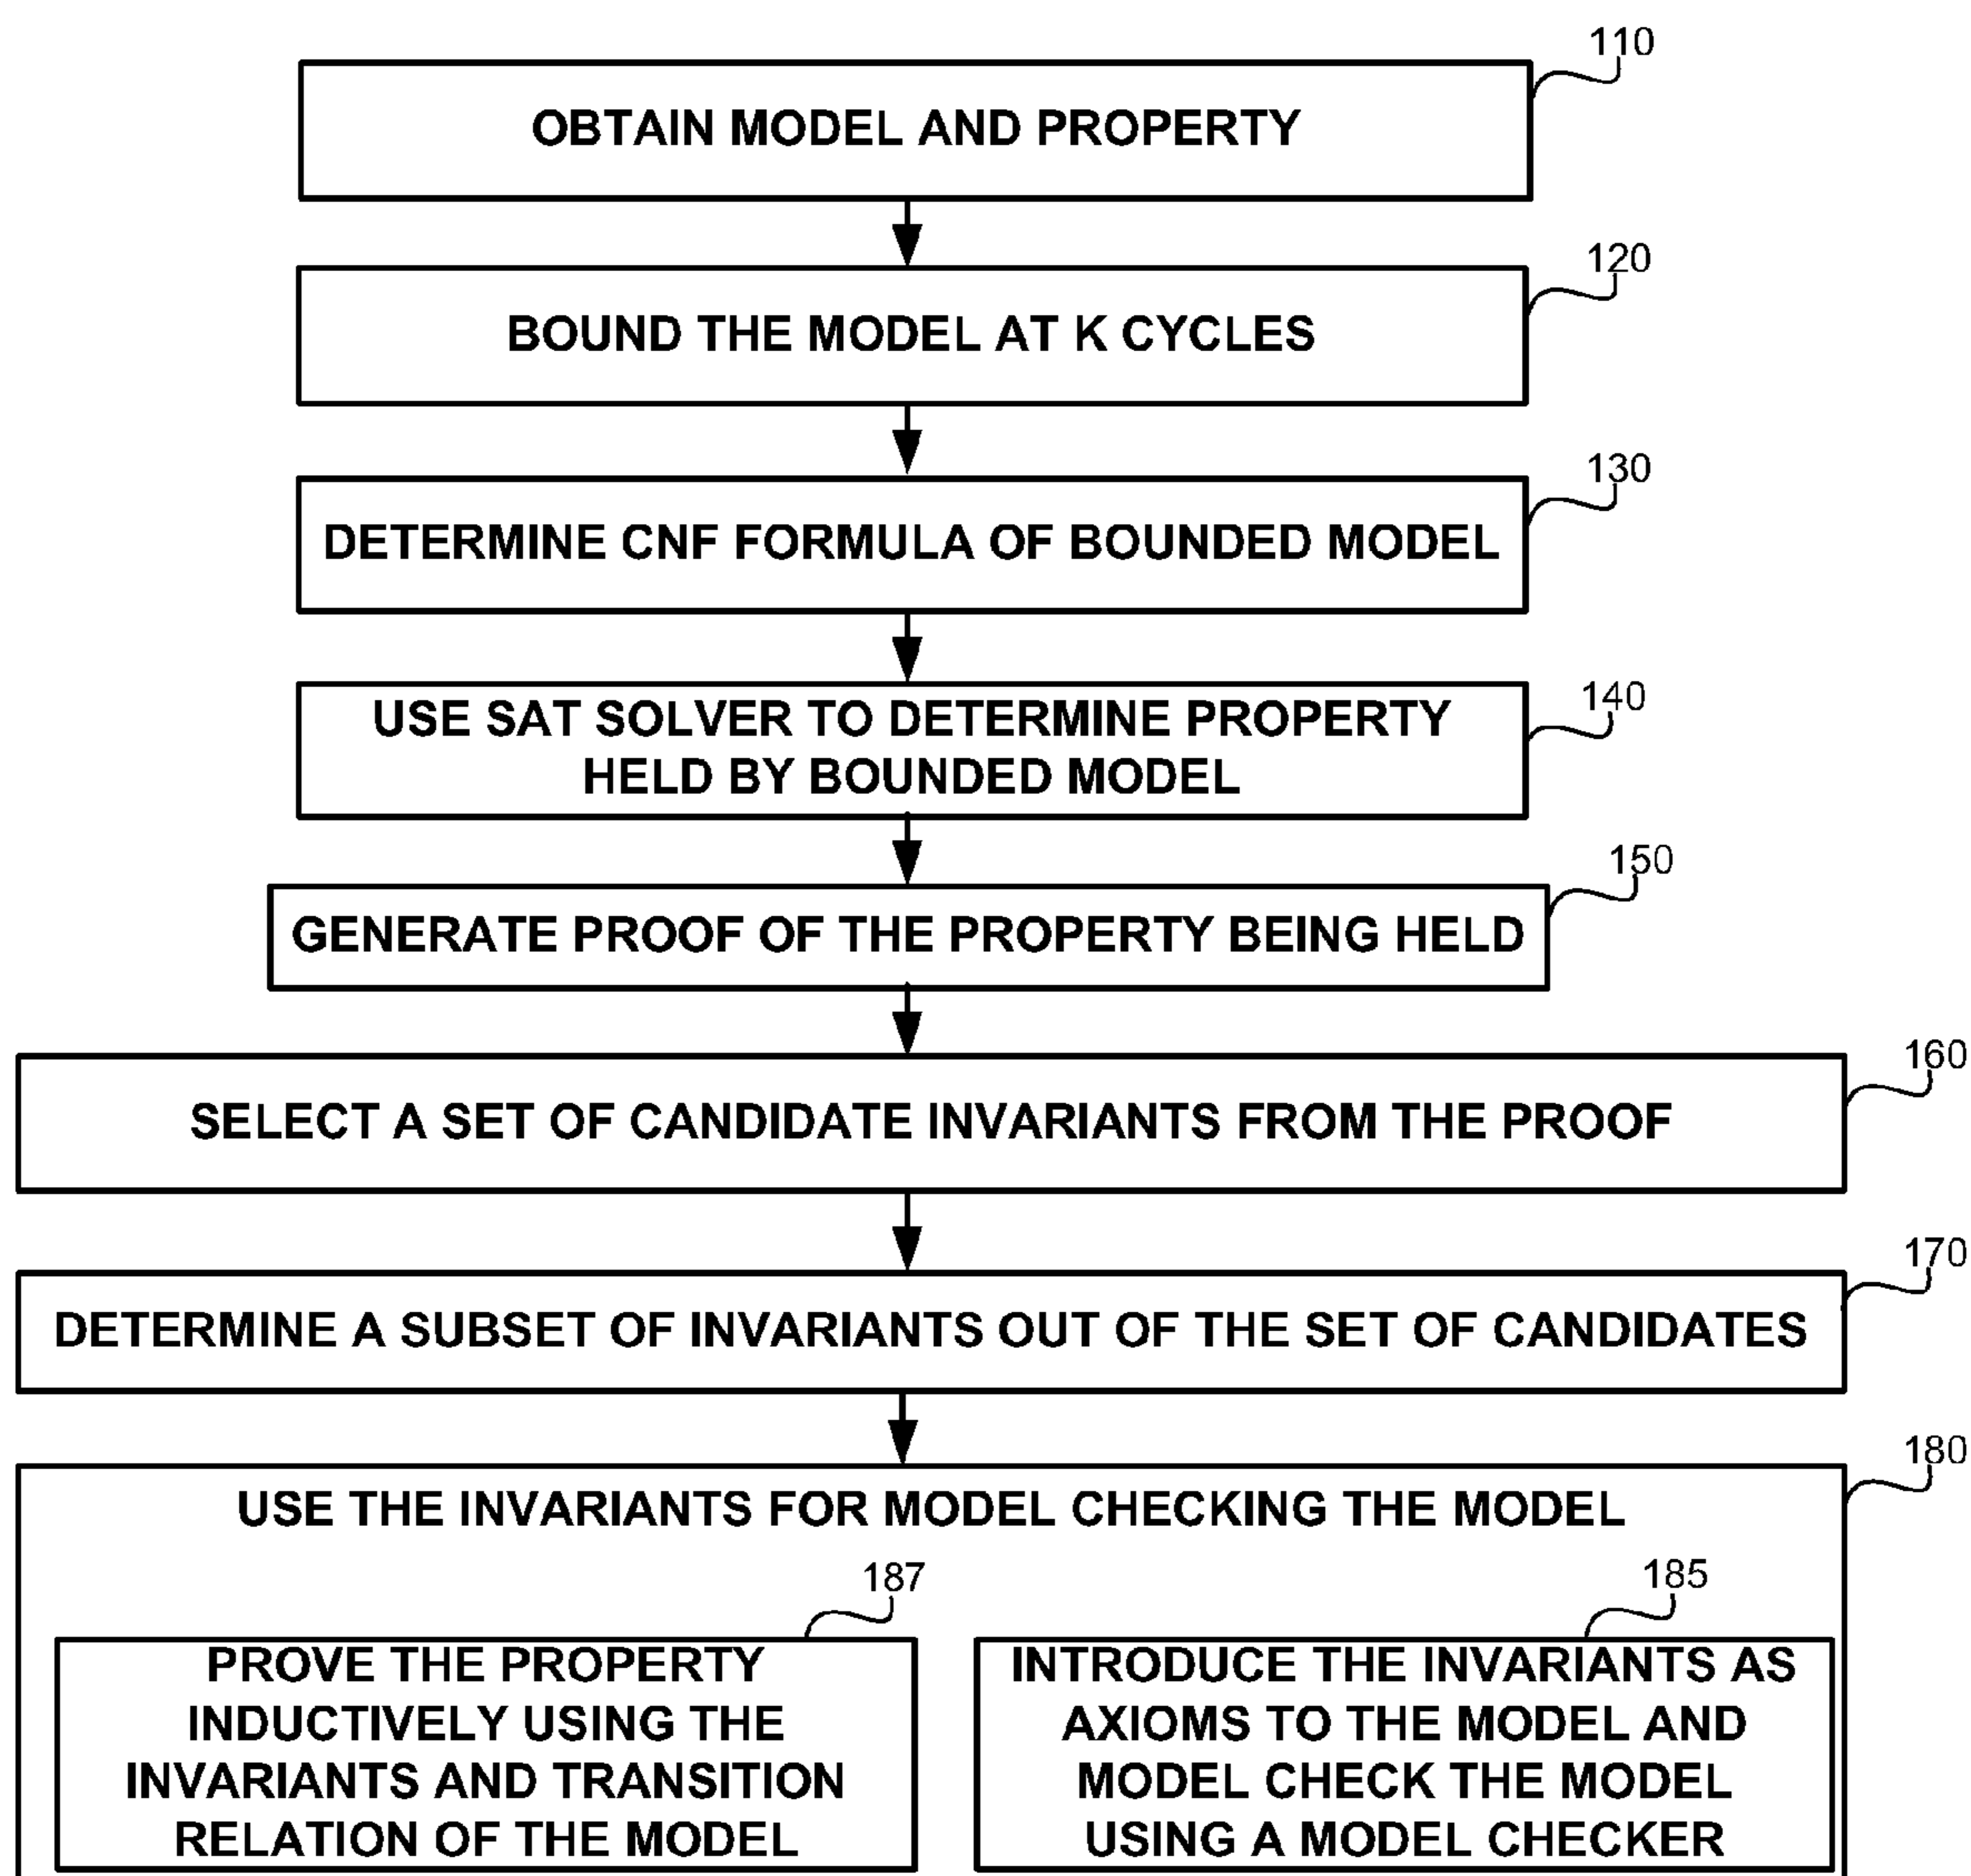 110
OBTAIN MODEL AND PROPERTY
120
BOUND THE MODEL AT K CYCLES
130
DETERMINE CNF FORMULA OF BOUNDED MODEL
140
USE SAT SOLVER TO DETERMINE PROPERTY
HELD BY BOUNDED MODEL
150
GENERATE PROOF OF THE PROPERTY BEING HELD
160
SELECT A SET OF CANDIDATE INVARIANTS FROM THE PROOF
170
DETERMINE A SUBSET OF INVARIANTS OUT OF THE SET OF CANDIDATES
180
USE THE INVARIANTS FOR MODEL CHECKING THE MODEL
187
PROVE THE PROPERTY
INDUCTIVELY USING THE
INVARIANTS AND TRANSITION
RELATION OF THE MODEL
185
INTRODUCE THE INVARIANTS AS
AXIOMS TO THE MODEL AND
MODEL CHECK THE MODEL
USING A MODEL CHECKER